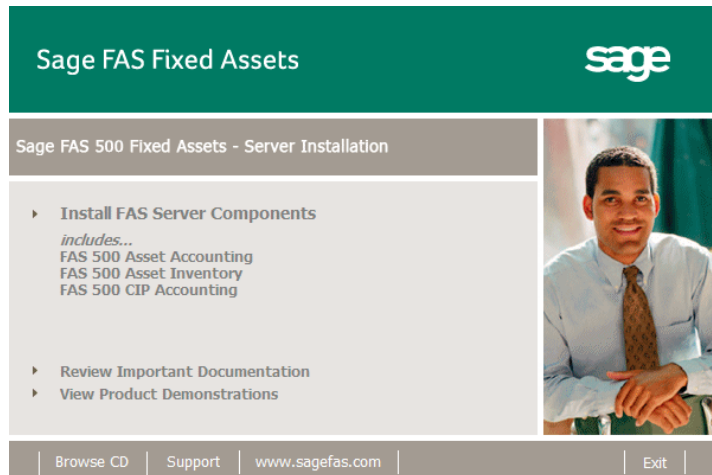 Sage FAS Fixed Assets
sage
Sage FAS 500 Fixed Assets - Server Installation
Install FAS Server Components
includes...
FAS 500 Asset Accounting
FAS 500 Asset Inventory
FAS 500 CIP Accounting
Review Important Documentation
View Product Demonstrations
Browse CD
Support
www.sagefas.com
Exit